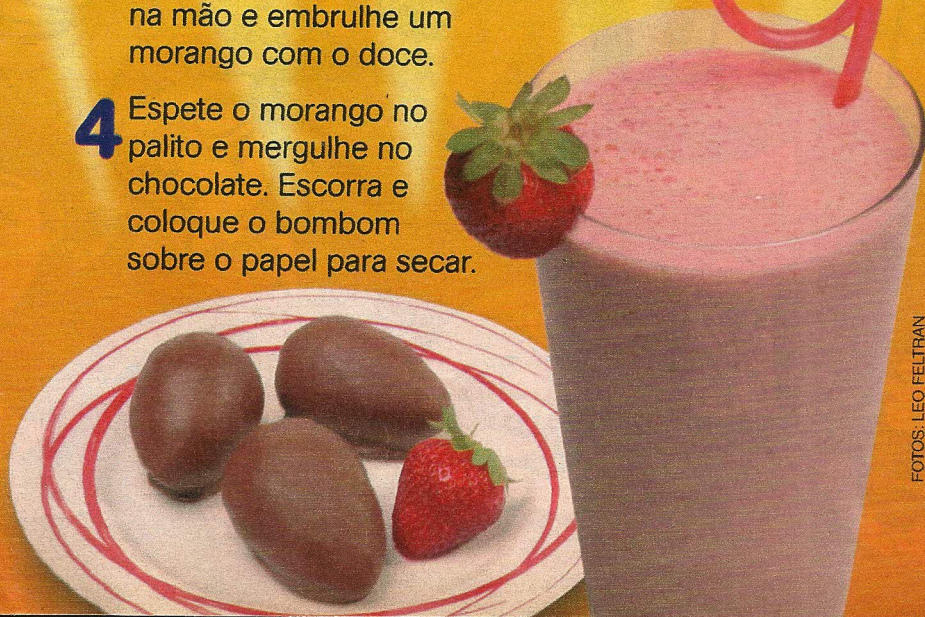 na mão e embrulhe um
morango com o doce.
4 Espete o morango no
palito e mergulhe no
chocolate. Escorra e
coloque o bombom
sobre o papel para secar.
FOTOS: LEO FELTRAN